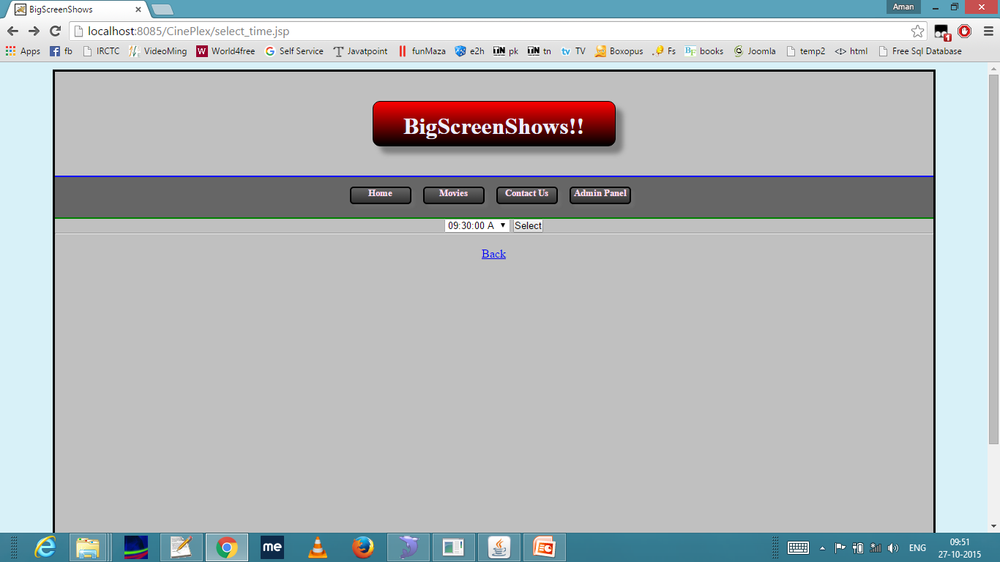 BigScreenShows
Aman
localhost:8085/CinePlex/select_time.jsp
1
Apps fb IRCTC VideoMing World4free Self Service Javatpoint funMaza e2h pk tn TV Boxopus Fs books Joomla temp2 html Free Sql Database
BigScreenShows!!
Home Movies Contact Us Admin Panel
09:30:00 A Select
Back
me
ENG
09:51
27-10-2015